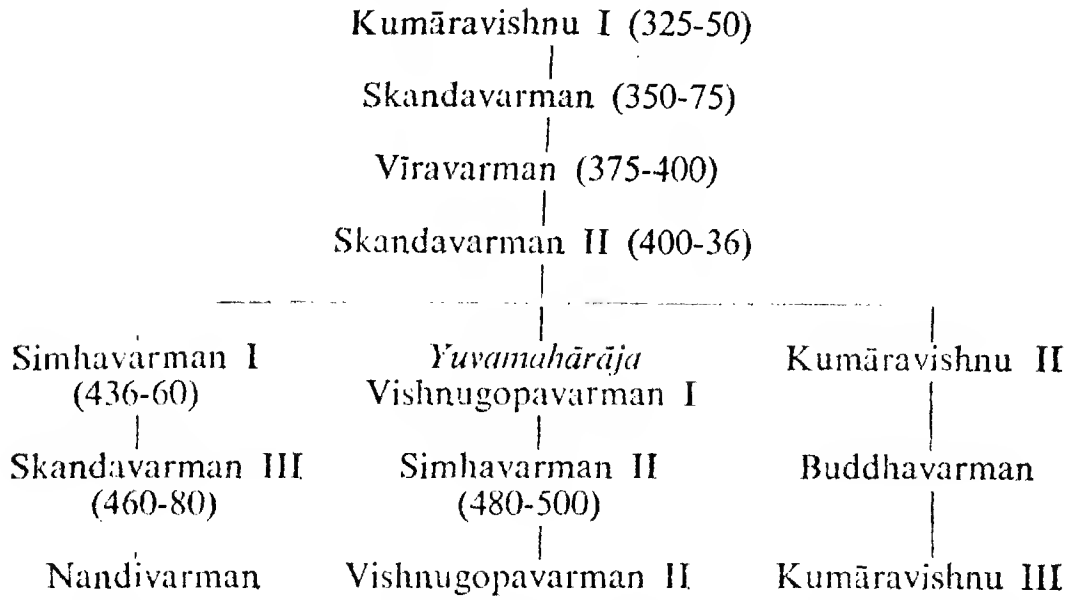 Kumāravishnu I (325-50)
Skandavarman (350-75)
Vīravarman (375-400)
Skandavarman II (400-36)
Simhavarman I Yuvamahārāja Kumāravishnu II
(436-60) Vishnugopavarman I
Skandavarman III Simhavarman II Buddhavarman
(460-80) (480-500)
Nandivarman Vishnugopavarman II Kumāravishnu III